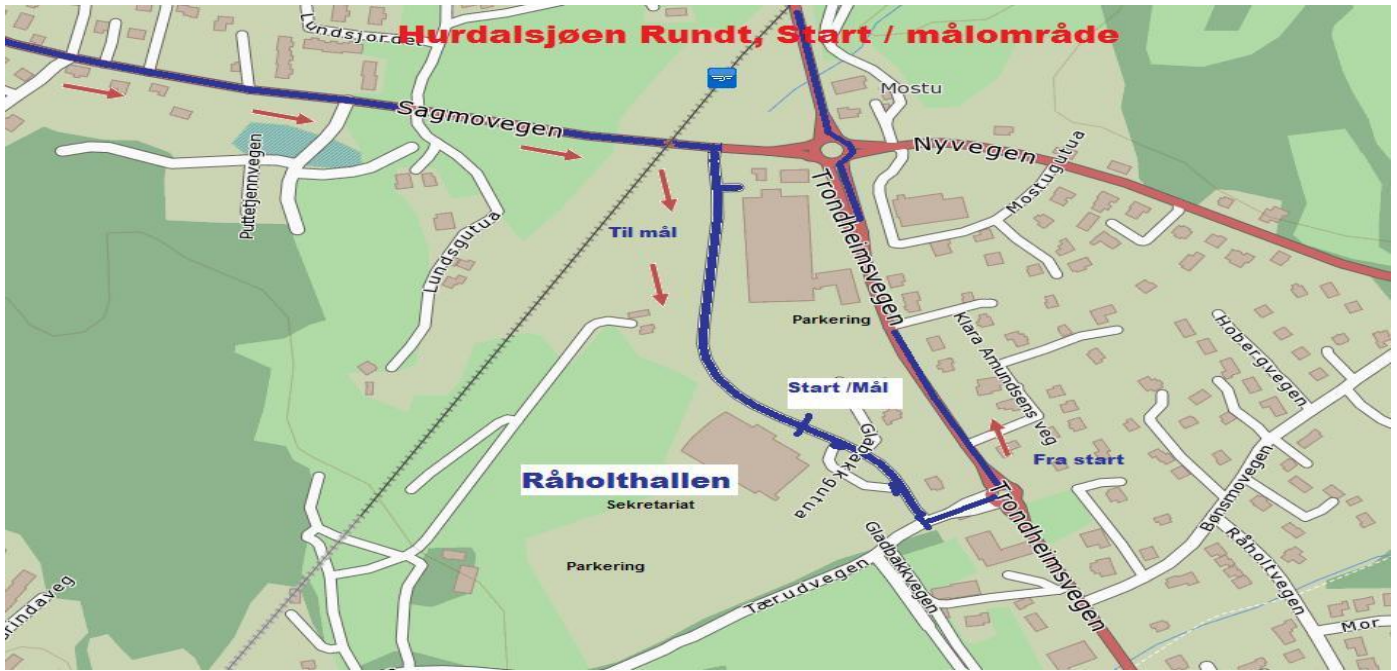 Lundsjordet
Hurdalsjøen Rundt, Start / målområde
Mostu
Sagmovegen
Nyvegen
Puttetjennvegen
Mostugutua
Lundsgutua
Til mål
Trondheimsvegen
Parkering
Klara Amundsens veg
Hobergvegen
Start /Mål
Fra start
Råholthallen
Sekretariat
Trondheimsvegen
Bønsmovegen
Gladbakkvegen
Råholtvegen
Parkering
Tærudvegen
Mor